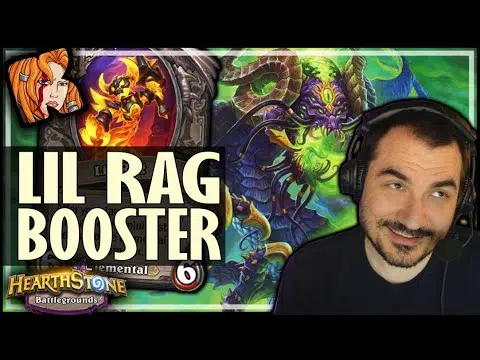 LIL RAG
BOOSTER
Elemental
6
HEARTHSTONE
Battlegrounds